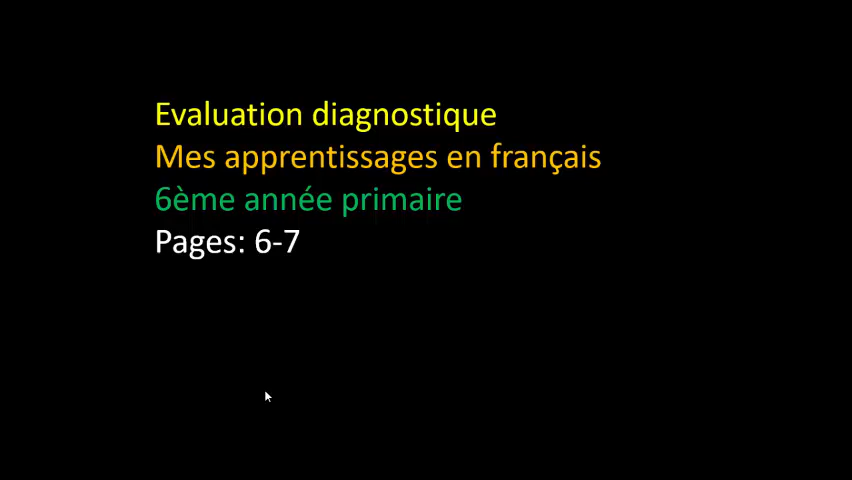 Evaluation diagnostique
Mes apprentissages en français
6ème année primaire
Pages: 6-7